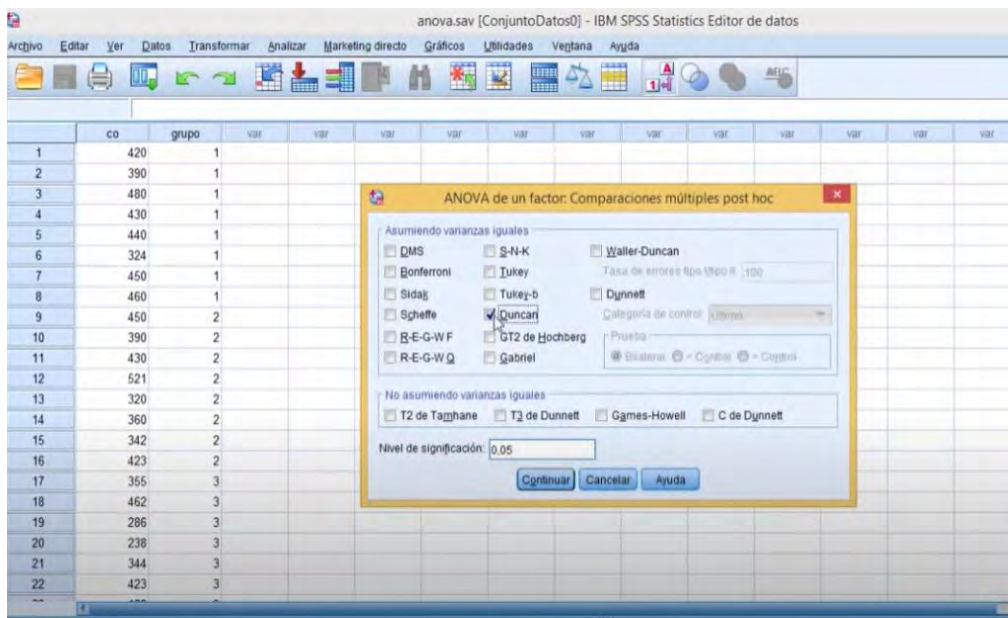 anova.sav [ConjuntoDatos0] - IBM SPSS Statistics Editor de datos
Archivo Editar Ver Datos Transformar Analizar Marketing directo Gráficos Utilidades Ventana Ayuda
co grupo var var var var var var var var var var var var
1 420 1
2 390 1
3 480 1
4 430 1
5 440 1
6 324 1
7 450 1
8 460 1
9 450 2
10 390 2
11 430 2
12 521 2
13 320 2
14 360 2
15 342 2
16 423 2
17 355 3
18 462 3
19 286 3
20 238 3
21 344 3
22 423 3
ANOVA de un factor: Comparaciones múltiples post hoc
Asumiendo varianzas iguales
DMS S-N-K Waller-Duncan
Bonferroni Tukey Tasa de errores tipo I/tipo II: 100
Sidak Tukey-b Dunnett
Scheffe Duncan Categoría de control: Último
R-E-G-W F GT2 de Hochberg Prueba
R-E-G-W Q Gabriel Bilateral < Control > Control
No asumiendo varianzas iguales
T2 de Tamhane T3 de Dunnett Games-Howell C de Dunnett
Nivel de significación: 0,05
Continuar Cancelar Ayuda